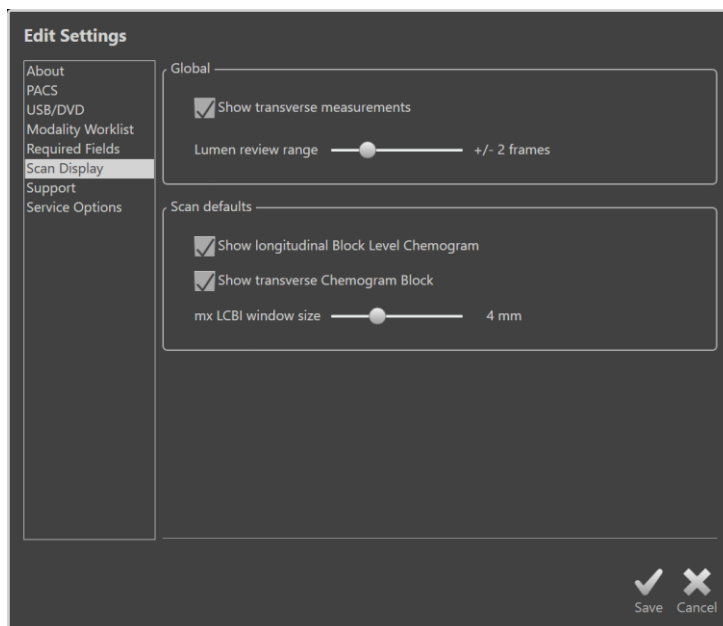 Edit Settings
About
PACS
USB/DVD
Modality Worklist
Required Fields
Scan Display
Support
Service Options
Global
Show transverse measurements
Lumen review range +/- 2 frames
Scan defaults
Show longitudinal Block Level Chemogram
Show transverse Chemogram Block
mx LCBI window size 4 mm
Save Cancel